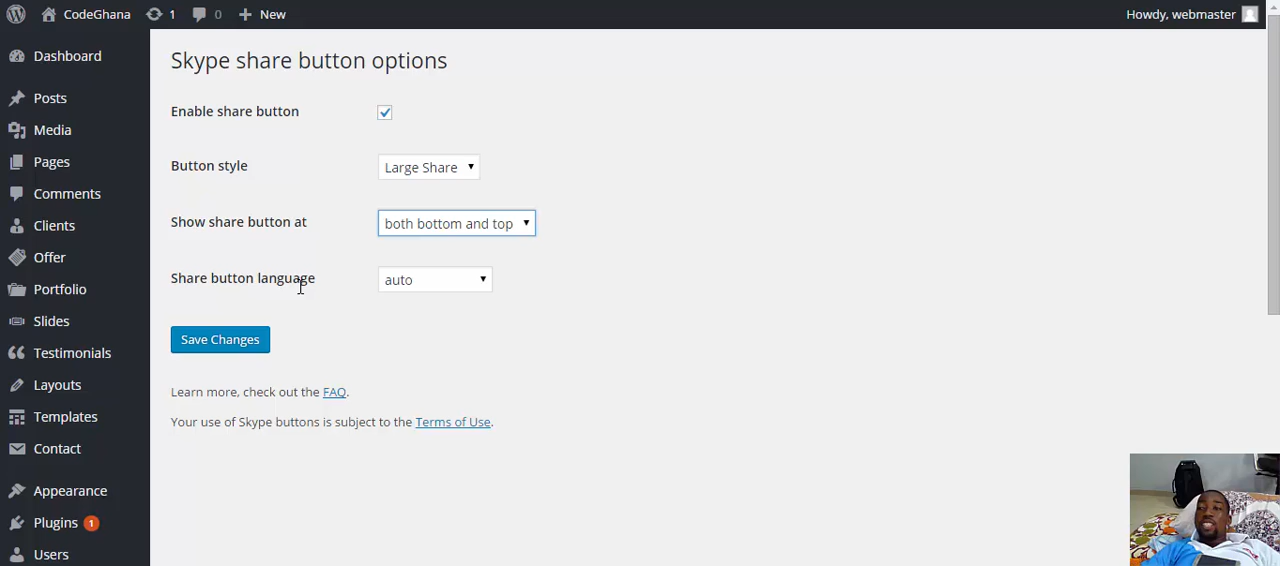 CodeGhana 1 0 New Howdy, webmaster
Dashboard
Posts
Media
Pages
Comments
Clients
Offer
Portfolio
Slides
Testimonials
Layouts
Templates
Contact
Appearance
Plugins 1
Users
Skype share button options
Enable share button
Button style Large Share
Show share button at both bottom and top
Share button language auto
Save Changes
Learn more, check out the FAQ.
Your use of Skype buttons is subject to the Terms of Use.